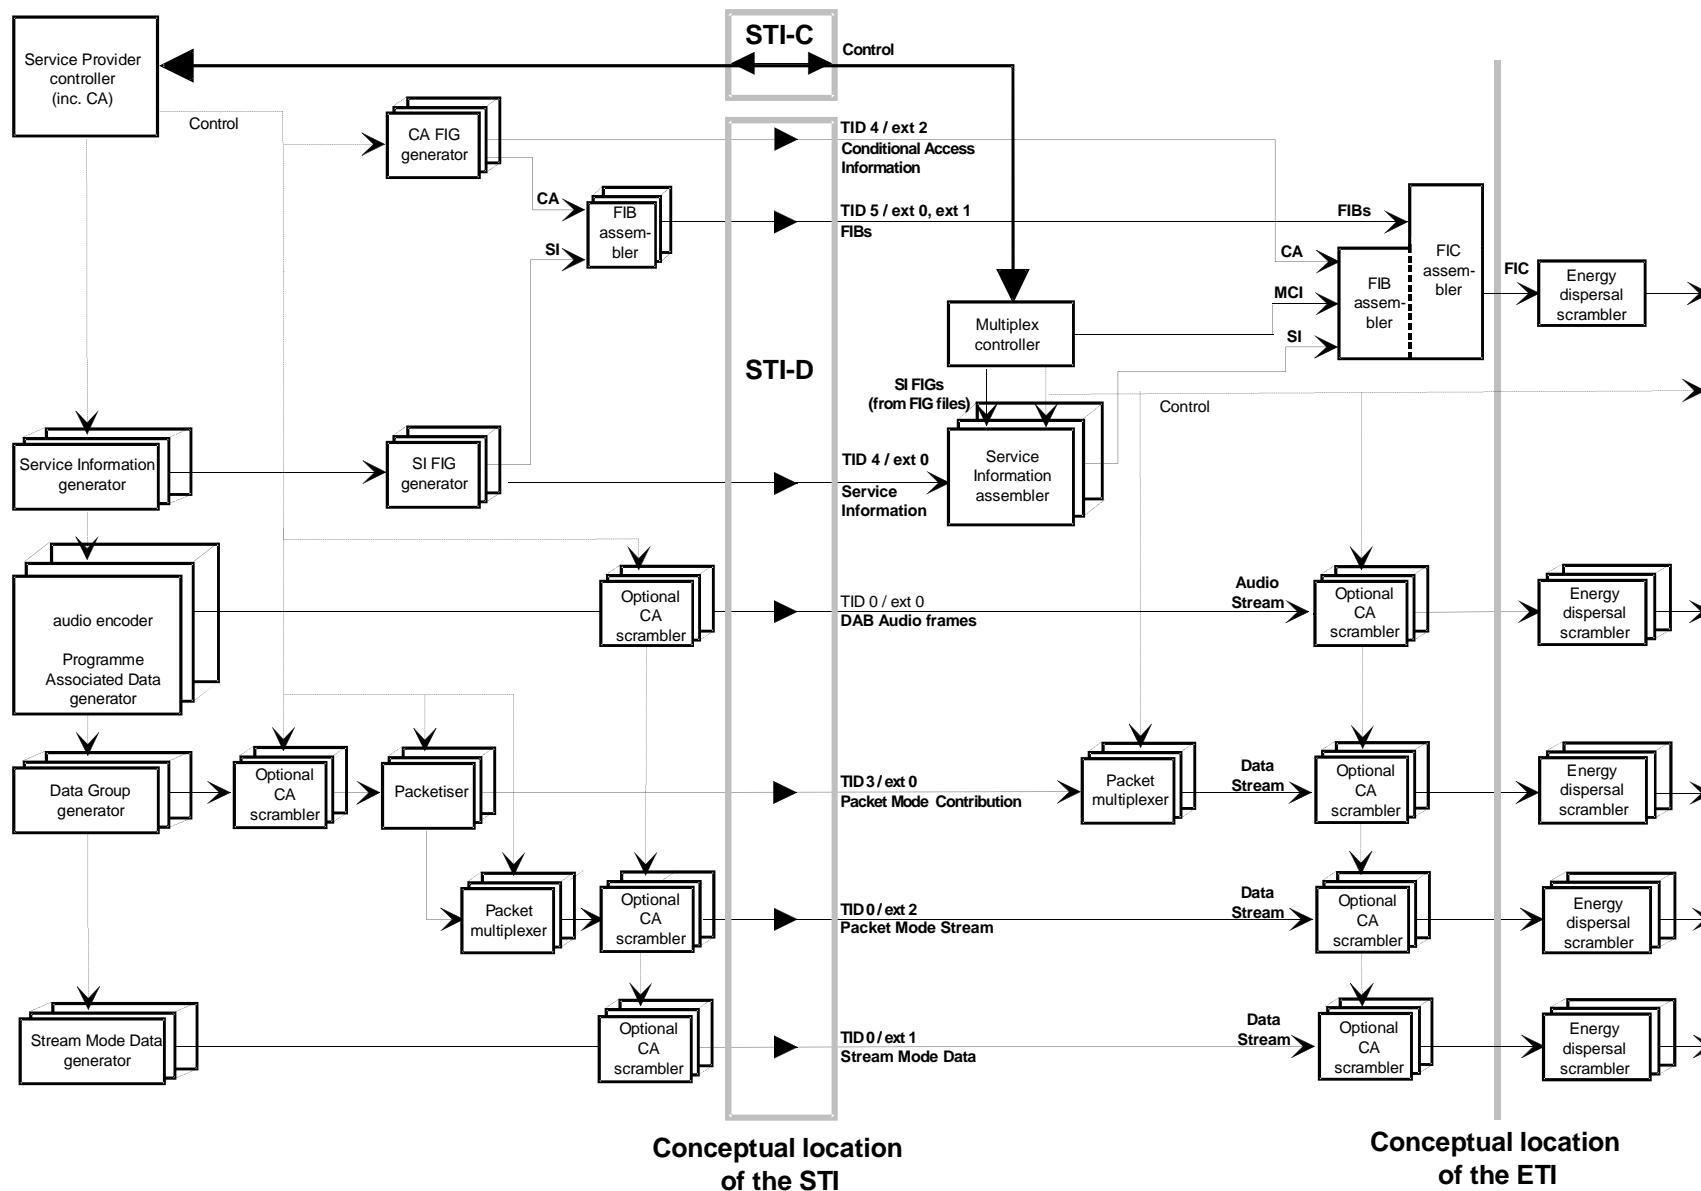 STI-C
Control
Service Provider
controller
(inc. CA)
Control
CA FIG
generator
TID 4 / ext 2
Conditional Access
Information
CA
FIB
assem-
bler
SI
TID 5 / ext 0, ext 1
FIBs
FIBs
CA
MCI
SI
FIB
assem-
bler
FIC
assem-
bler
FIC
Energy
dispersal
scrambler
Multiplex
controller
STI-D
SI FIGs
(from FIG files)
Control
Service Information
generator
SI FIG
generator
TID 4 / ext 0
Service
Information
Service
Information
assembler
audio encoder
Programme
Associated Data
generator
Optional
CA
scrambler
TID 0 / ext 0
DAB Audio frames
Audio
Stream
Optional
CA
scrambler
Energy
dispersal
scrambler
Data Group
generator
Optional
CA
scrambler
Packetiser
TID 3 / ext 0
Packet Mode Contribution
Packet
multiplexer
Data
Stream
Optional
CA
scrambler
Energy
dispersal
scrambler
Packet
multiplexer
Optional
CA
scrambler
TID 0 / ext 2
Packet Mode Stream
Data
Stream
Optional
CA
scrambler
Energy
dispersal
scrambler
Stream Mode Data
generator
Optional
CA
scrambler
TID 0 / ext 1
Stream Mode Data
Data
Stream
Optional
CA
scrambler
Energy
dispersal
scrambler
Conceptual location
of the STI
Conceptual location
of the ETI